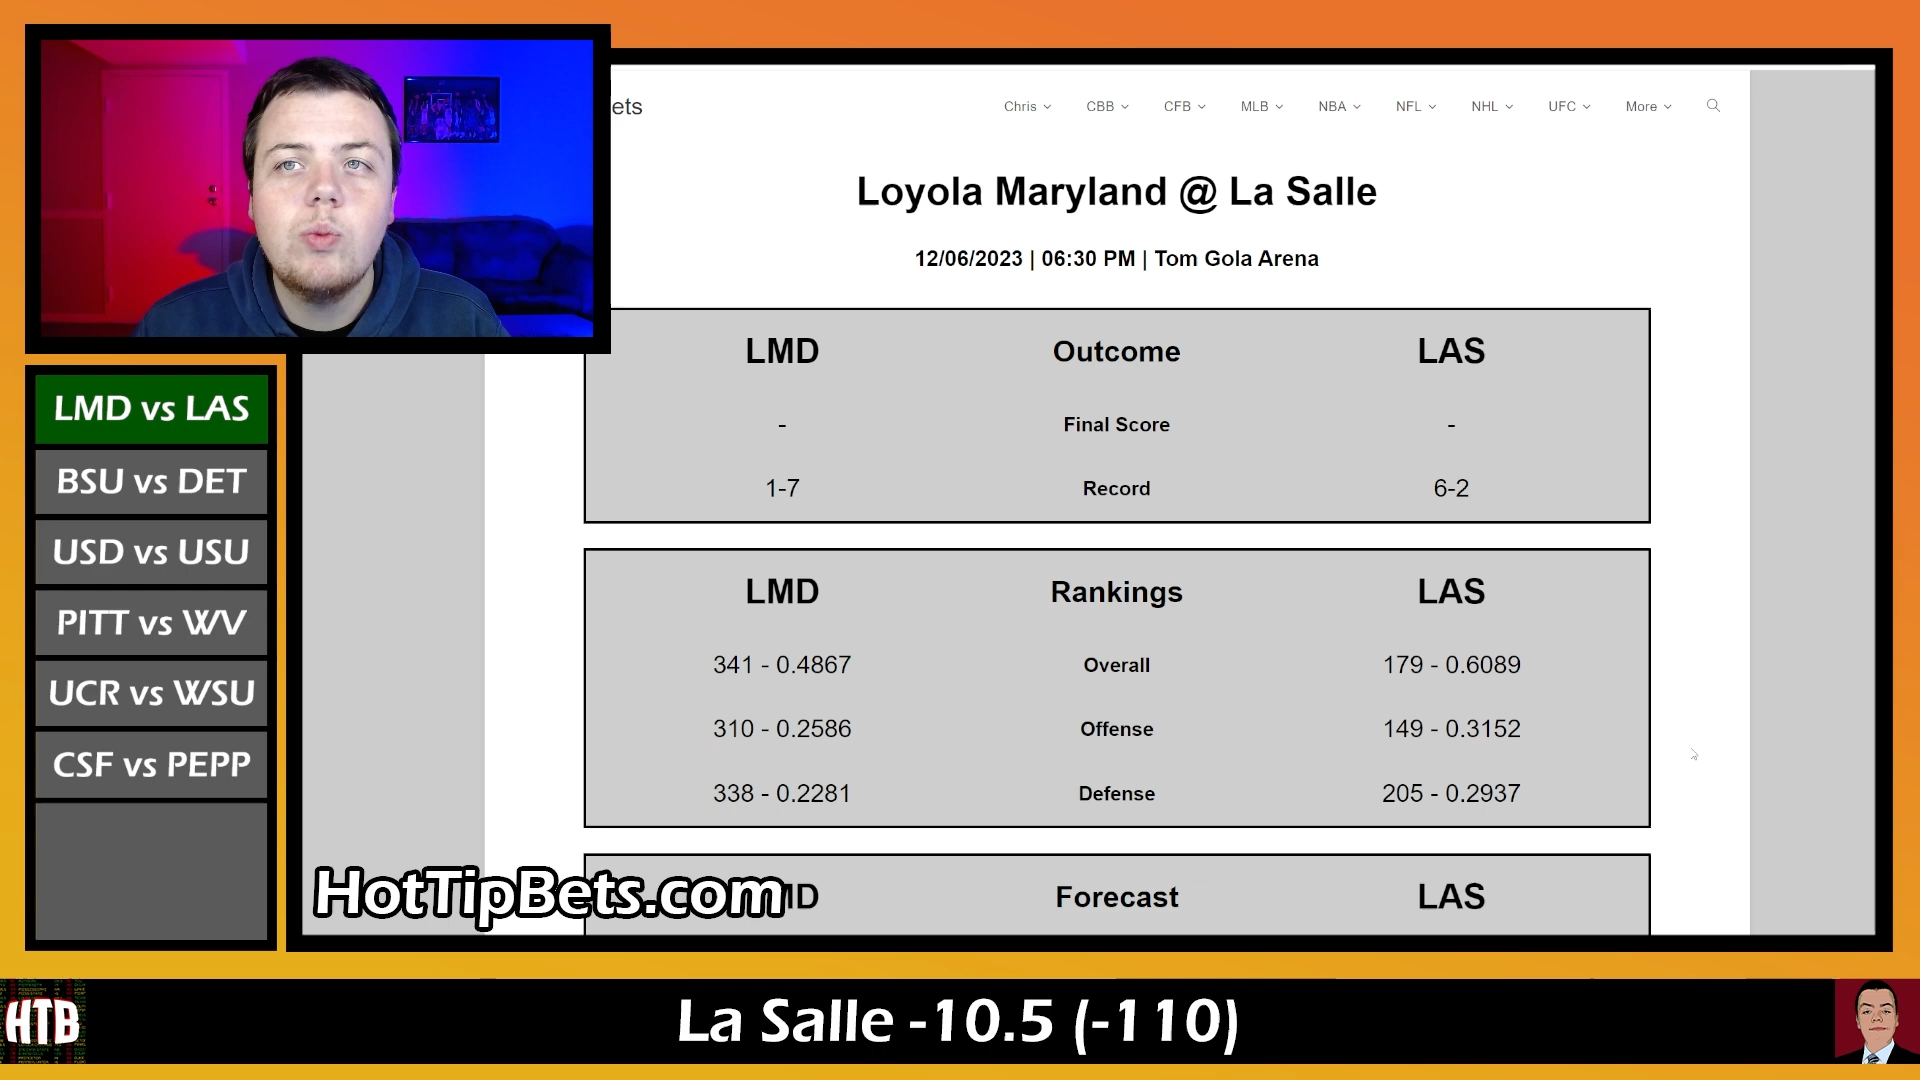 ets
Chris CBB CFB MLB NBA NFL NHL UFC More
Loyola Maryland @ La Salle
12/06/2023 | 06:30 PM | Tom Gola Arena
LMD Outcome LAS
- Final Score -
1-7 Record 6-2
LMD Rankings LAS
341 - 0.4867 Overall 179 - 0.6089
310 - 0.2586 Offense 149 - 0.3152
338 - 0.2281 Defense 205 - 0.2937
MD Forecast LAS
LMD vs LAS
BSU vs DET
USD vs USU
PITT vs WV
UCR vs WSU
CSF vs PEPP
HotTipBets.com
HTB
La Salle -10.5 (-110)